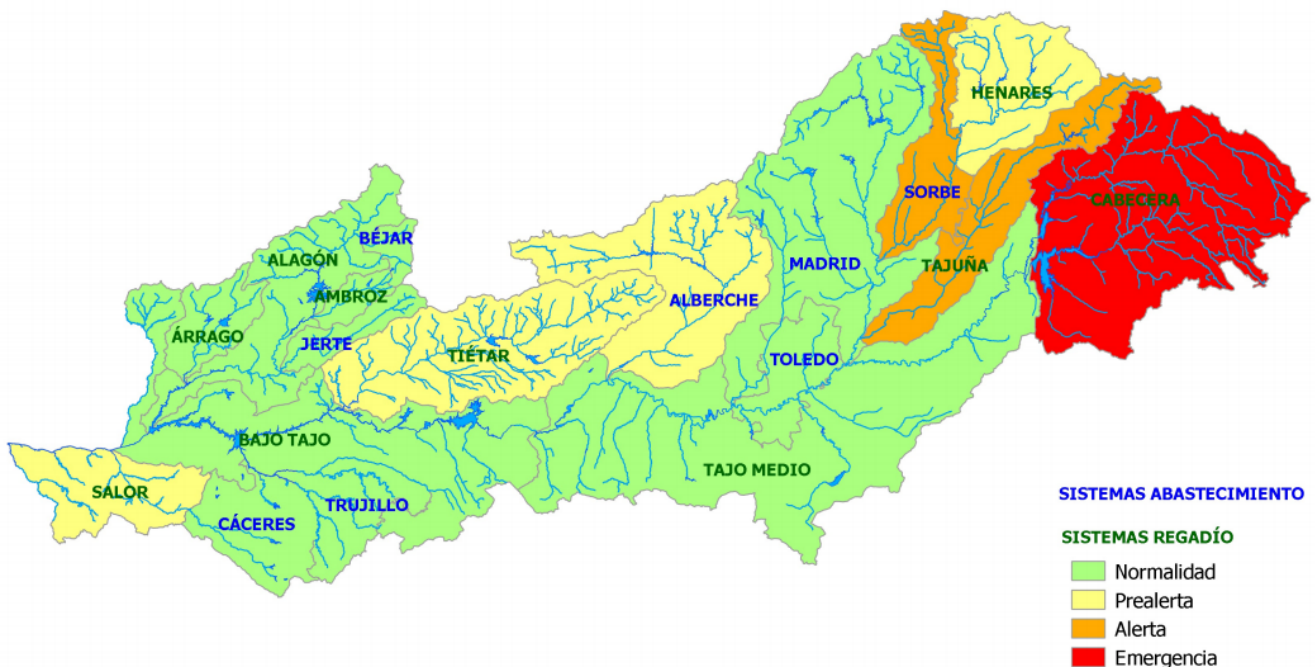 HENARES
SORBE
CABECERA
BÉJAR
ALAGÓN
MADRID
TAJUÑA
AMBROZ
ALBERCHE
ÁRRAGO
JERTE
TIÉTAR
TOLEDO
BAJO TAJO
TAJO MEDIO
SALOR
TRUJILLO
CÁCERES
SISTEMAS ABASTECIMIENTO
SISTEMAS REGADÍO
Normalidad
Prealerta
Alerta
Emergencia